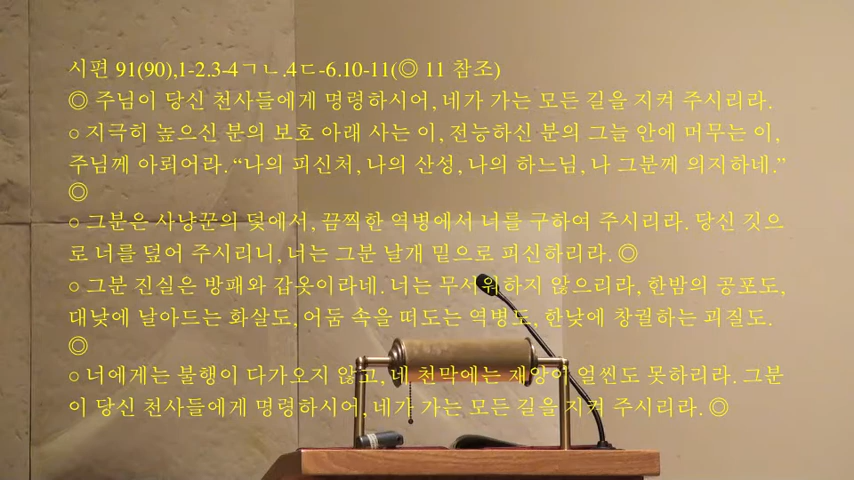 시편 91(90),1-2.3-4ㄱㄴ.4ㄷ-6.10-11(◎ 11 참조)
◎ 주님이 당신 천사들에게 명령하시어, 네가 가는 모든 길을 지켜 주시리라.
○ 지극히 높으신 분의 보호 아래 사는 이, 전능하신 분의 그늘 안에 머무는 이,
주님께 아뢰어라. “나의 피신처, 나의 산성, 나의 하느님, 나 그분께 의지하네.”
◎
○ 그분은 사냥꾼의 덫에서, 끔찍한 역병에서 너를 구하여 주시리라. 당신 깃으
로 너를 덮어 주시리니, 너는 그분 날개 밑으로 피신하리라. ◎
○ 그분 진실은 방패와 갑옷이라네. 너는 무서워하지 않으리라, 한밤의 공포도,
대낮에 날아드는 화살도, 어둠 속을 떠도는 역병도, 한낮에 창궐하는 괴질도.
◎
○ 너에게는 불행이 다가오지 않고, 네 천막에는 재앙이 얼씬도 못하리라. 그분
이 당신 천사들에게 명령하시어, 네가 가는 모든 길을 지켜 주시리라. ◎